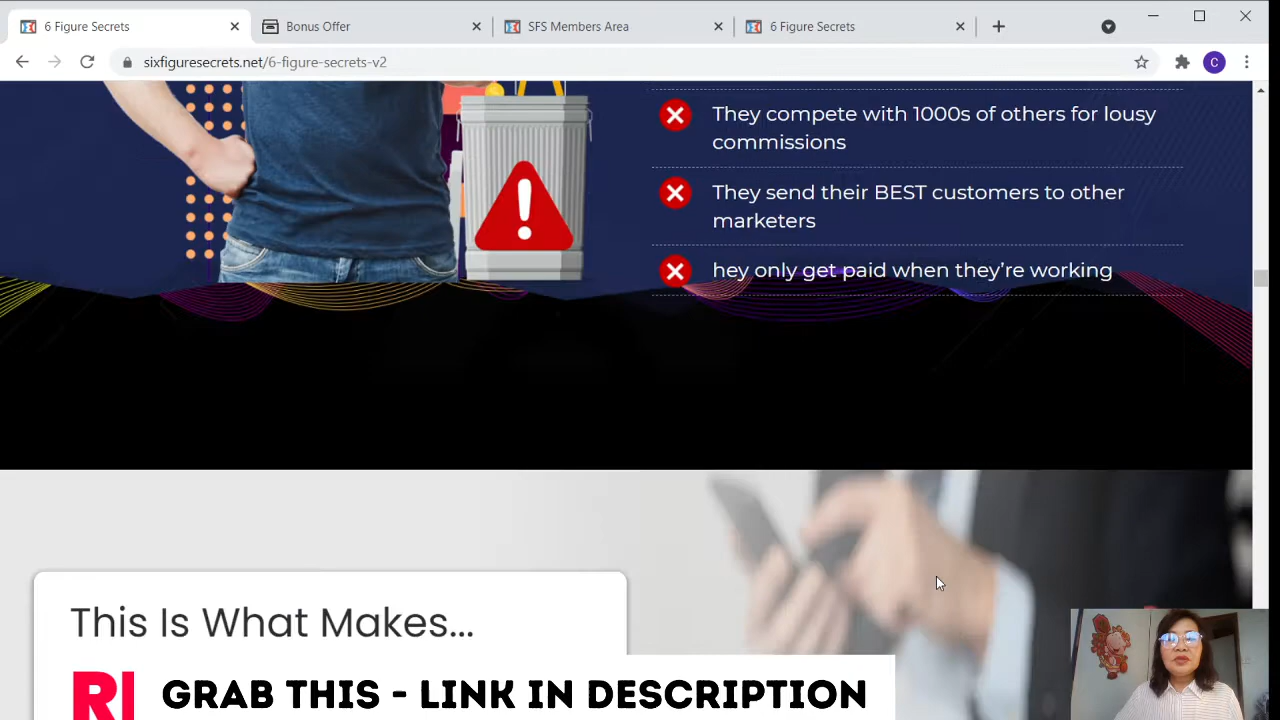 6 Figure Secrets
Bonus Offer
SFS Members Area
6 Figure Secrets
sixfiguresecrets.net/6-figure-secrets-v2
C
They compete with 1000s of others for lousy
commissions
They send their BEST customers to other
marketers
hey only get paid when they're working
This Is What Makes...
GRAB THIS - LINK IN DESCRIPTION